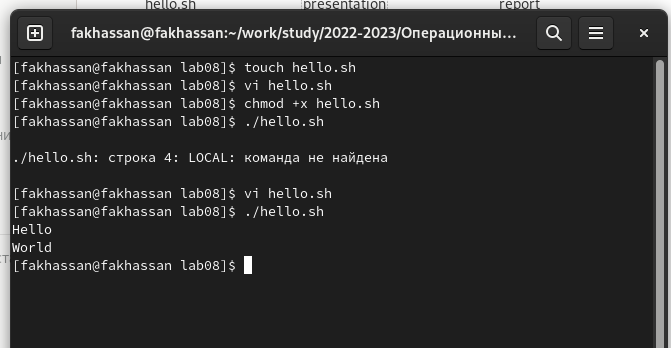 hello.sh presentation report
fakhassan@fakhassan:~/work/study/2022-2023/Операционны...
[fakhassan@fakhassan lab08]$ touch hello.sh
[fakhassan@fakhassan lab08]$ vi hello.sh
[fakhassan@fakhassan lab08]$ chmod +x hello.sh
[fakhassan@fakhassan lab08]$ ./hello.sh
./hello.sh: строка 4: LOCAL: команда не найдена
[fakhassan@fakhassan lab08]$ vi hello.sh
[fakhassan@fakhassan lab08]$ ./hello.sh
Hello
World
[fakhassan@fakhassan lab08]$